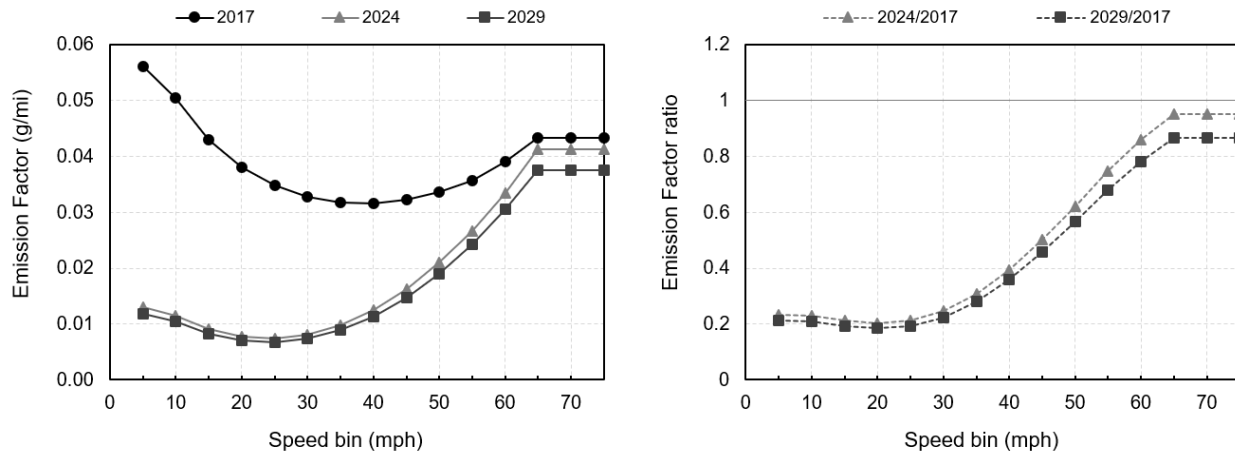 2017 2024 2029
Emission Factor (g/mi)
0.06
0.05
0.04
0.03
0.02
0.01
0.00
0 10 20 30 40 50 60 70
Speed bin (mph)
2024/2017 2029/2017
Emission Factor ratio
1.2
1
0.8
0.6
0.4
0.2
0
0 10 20 30 40 50 60 70
Speed bin (mph)